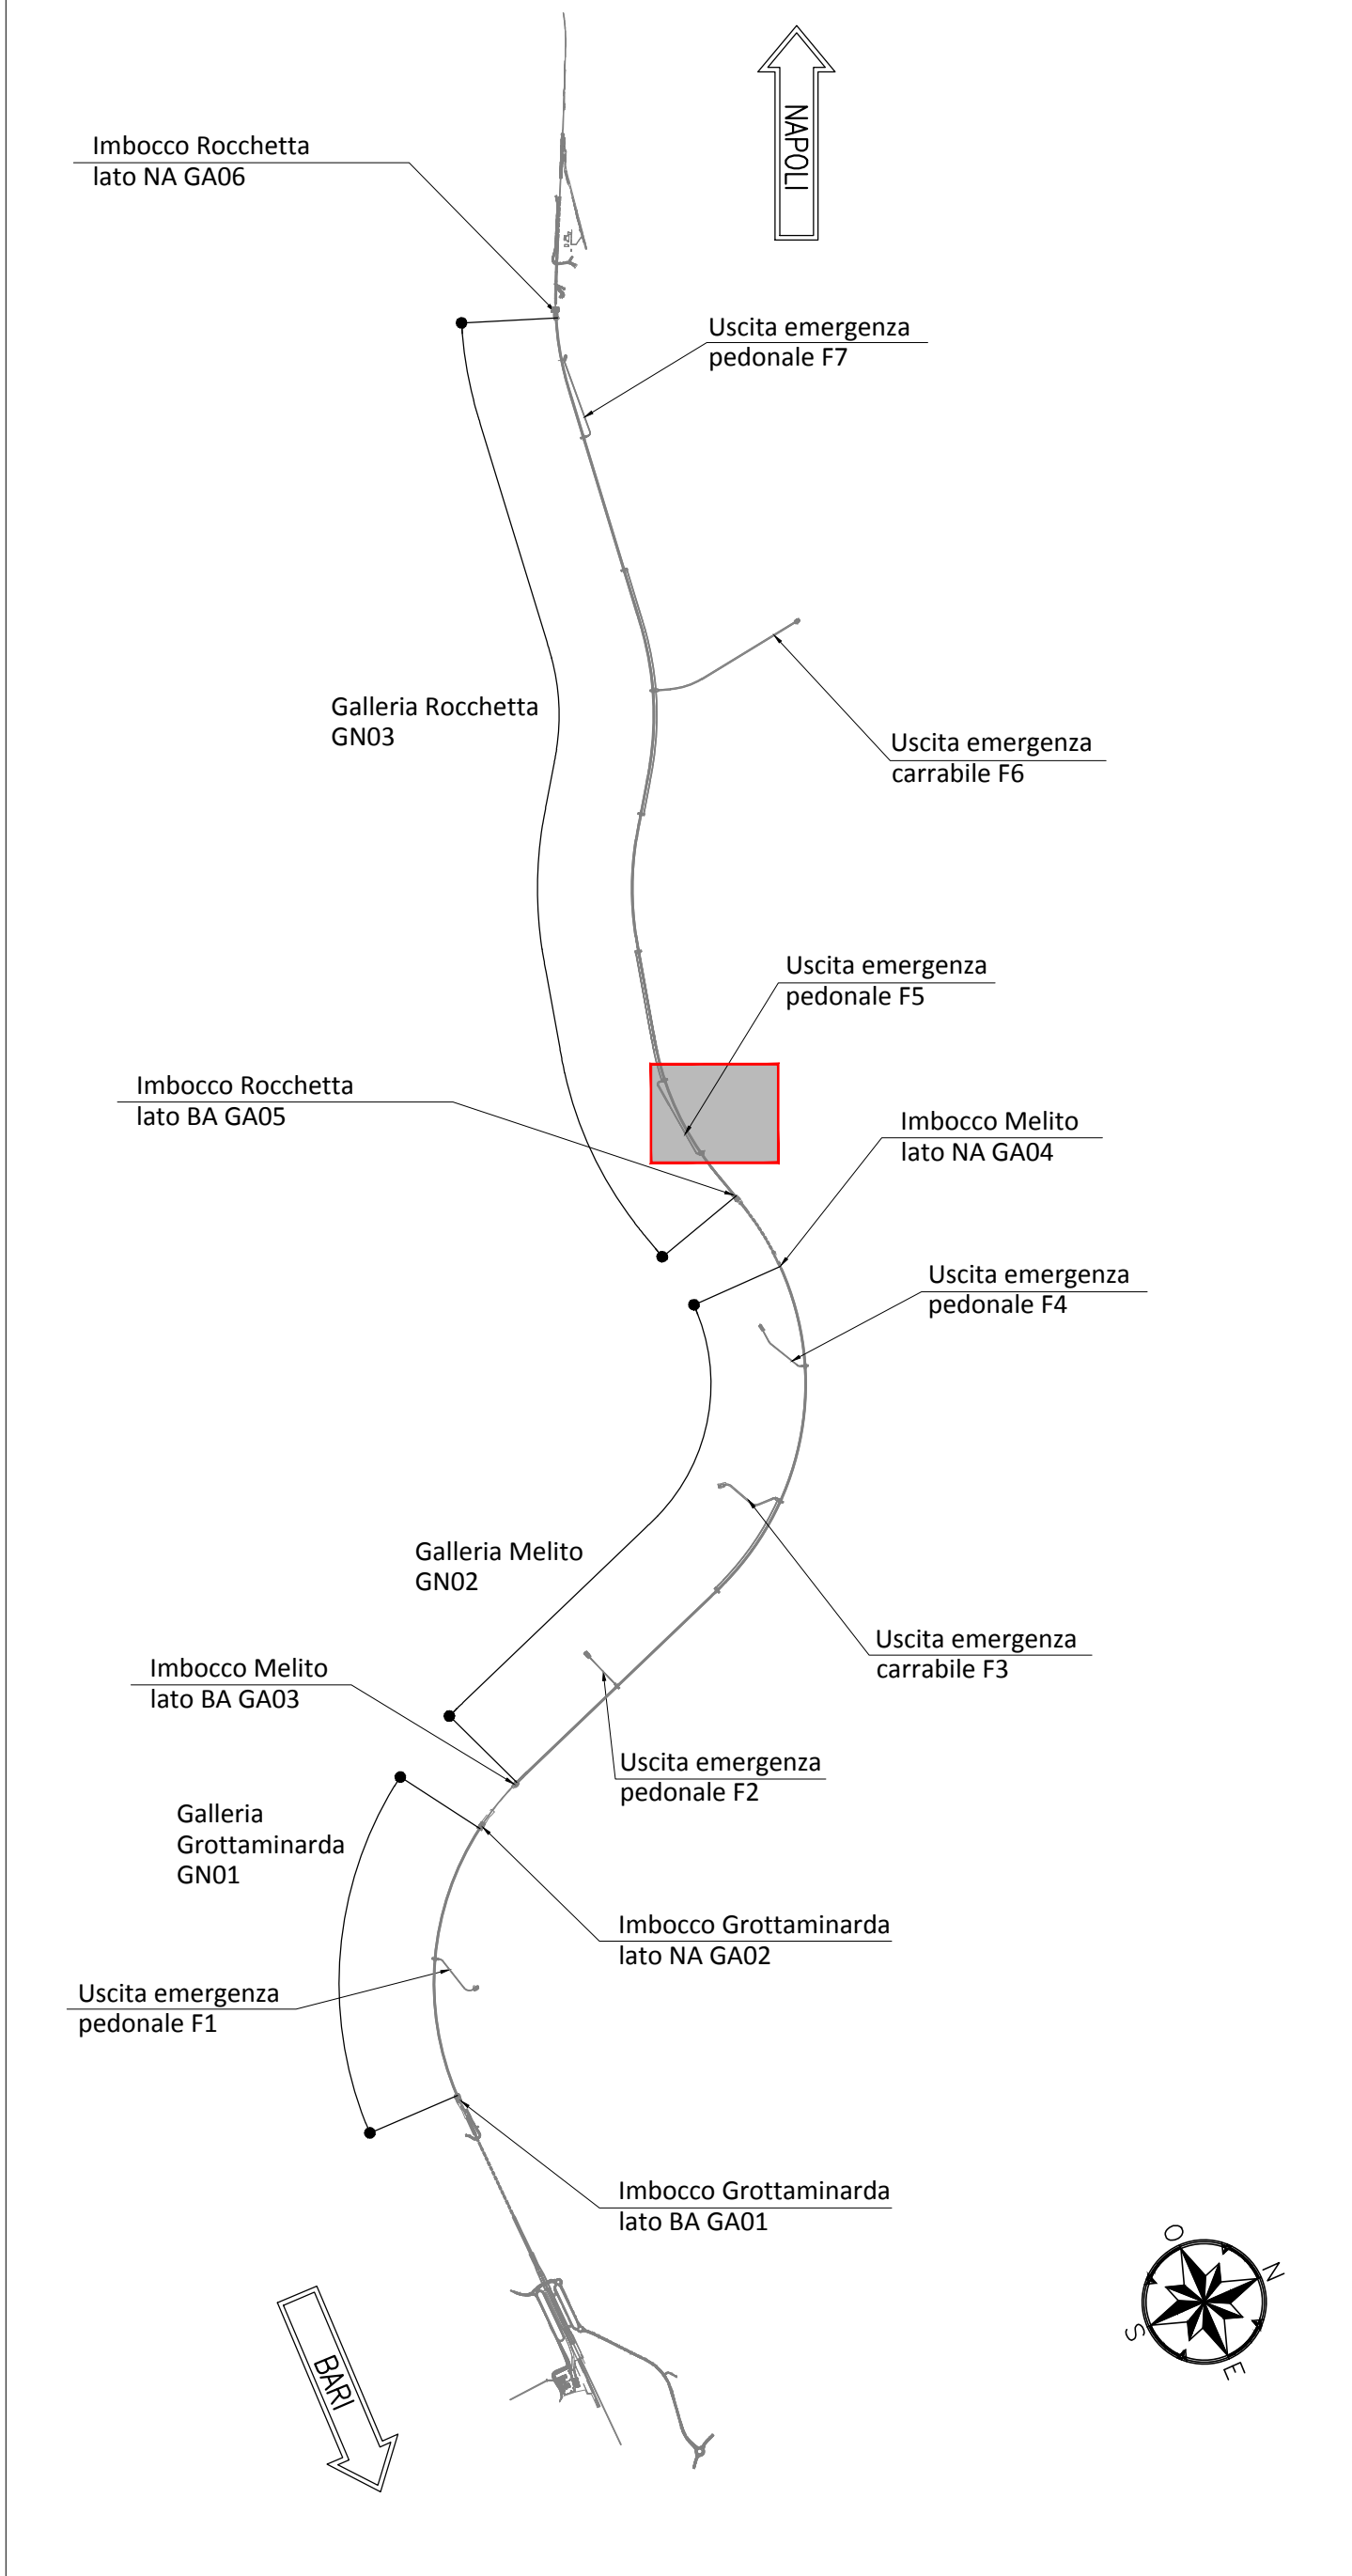 NAPOLI
Imbocco Rocchetta
lato NA GA06
Uscita emergenza
pedonale F7
Galleria Rocchetta
GN03
Uscita emergenza
carrabile F6
Uscita emergenza
pedonale F5
Imbocco Rocchetta
lato BA GA05
Imbocco Melito
lato NA GA04
Uscita emergenza
pedonale F4
Galleria Melito
GN02
Uscita emergenza
carrabile F3
Imbocco Melito
lato BA GA03
Uscita emergenza
pedonale F2
Galleria
Grottaminarda
GN01
Imbocco Grottaminarda
lato NA GA02
Uscita emergenza
pedonale F1
Imbocco Grottaminarda
lato BA GA01
O
N
S
E
BARI